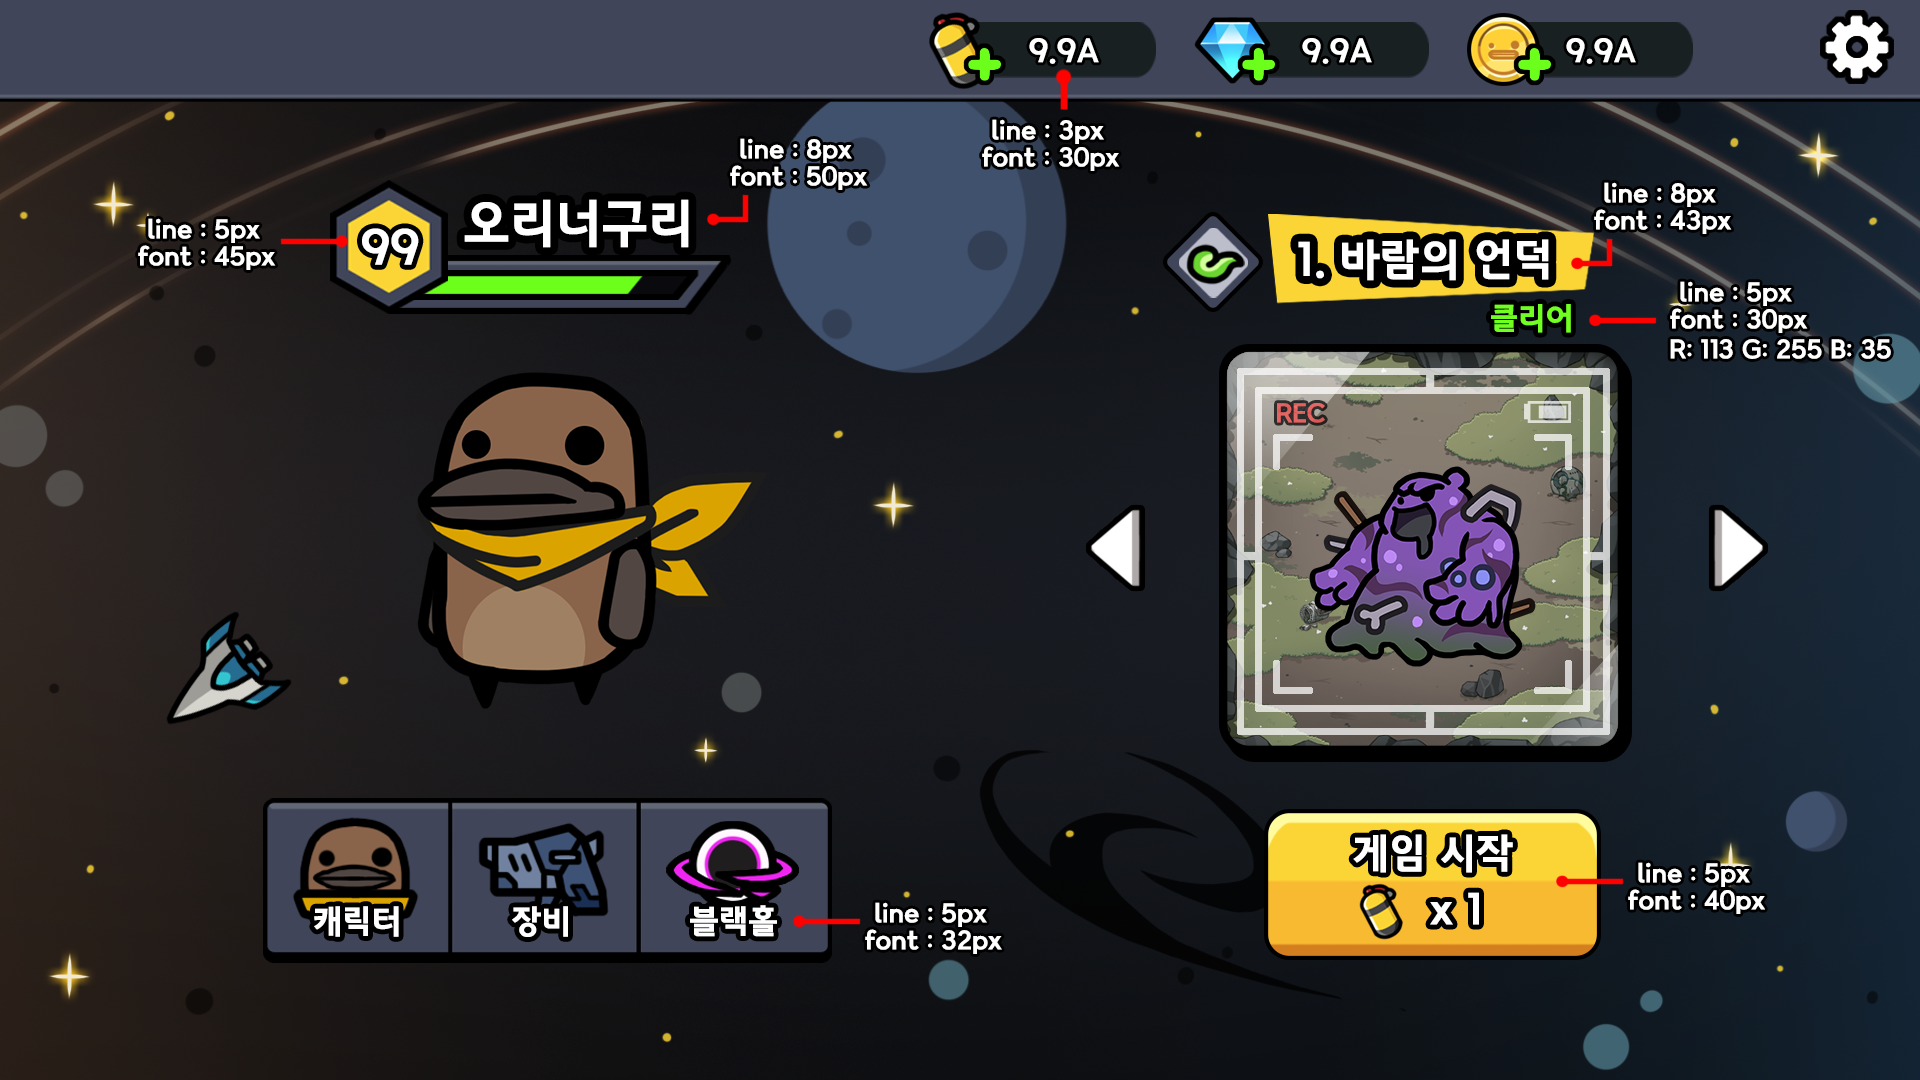 9.9A
9.9A
9.9A
line : 3px
font : 30px
line : 8px
font : 50px
line : 5px
font : 45px
99
오리너구리
line : 8px
font : 43px
1. 바람의 언덕
클리어
line : 5px
font : 30px
R: 113 G: 255 B: 35
REC
캐릭터
장비
블랙홀
line : 5px
font : 32px
게임 시작
x 1
line : 5px
font : 40px